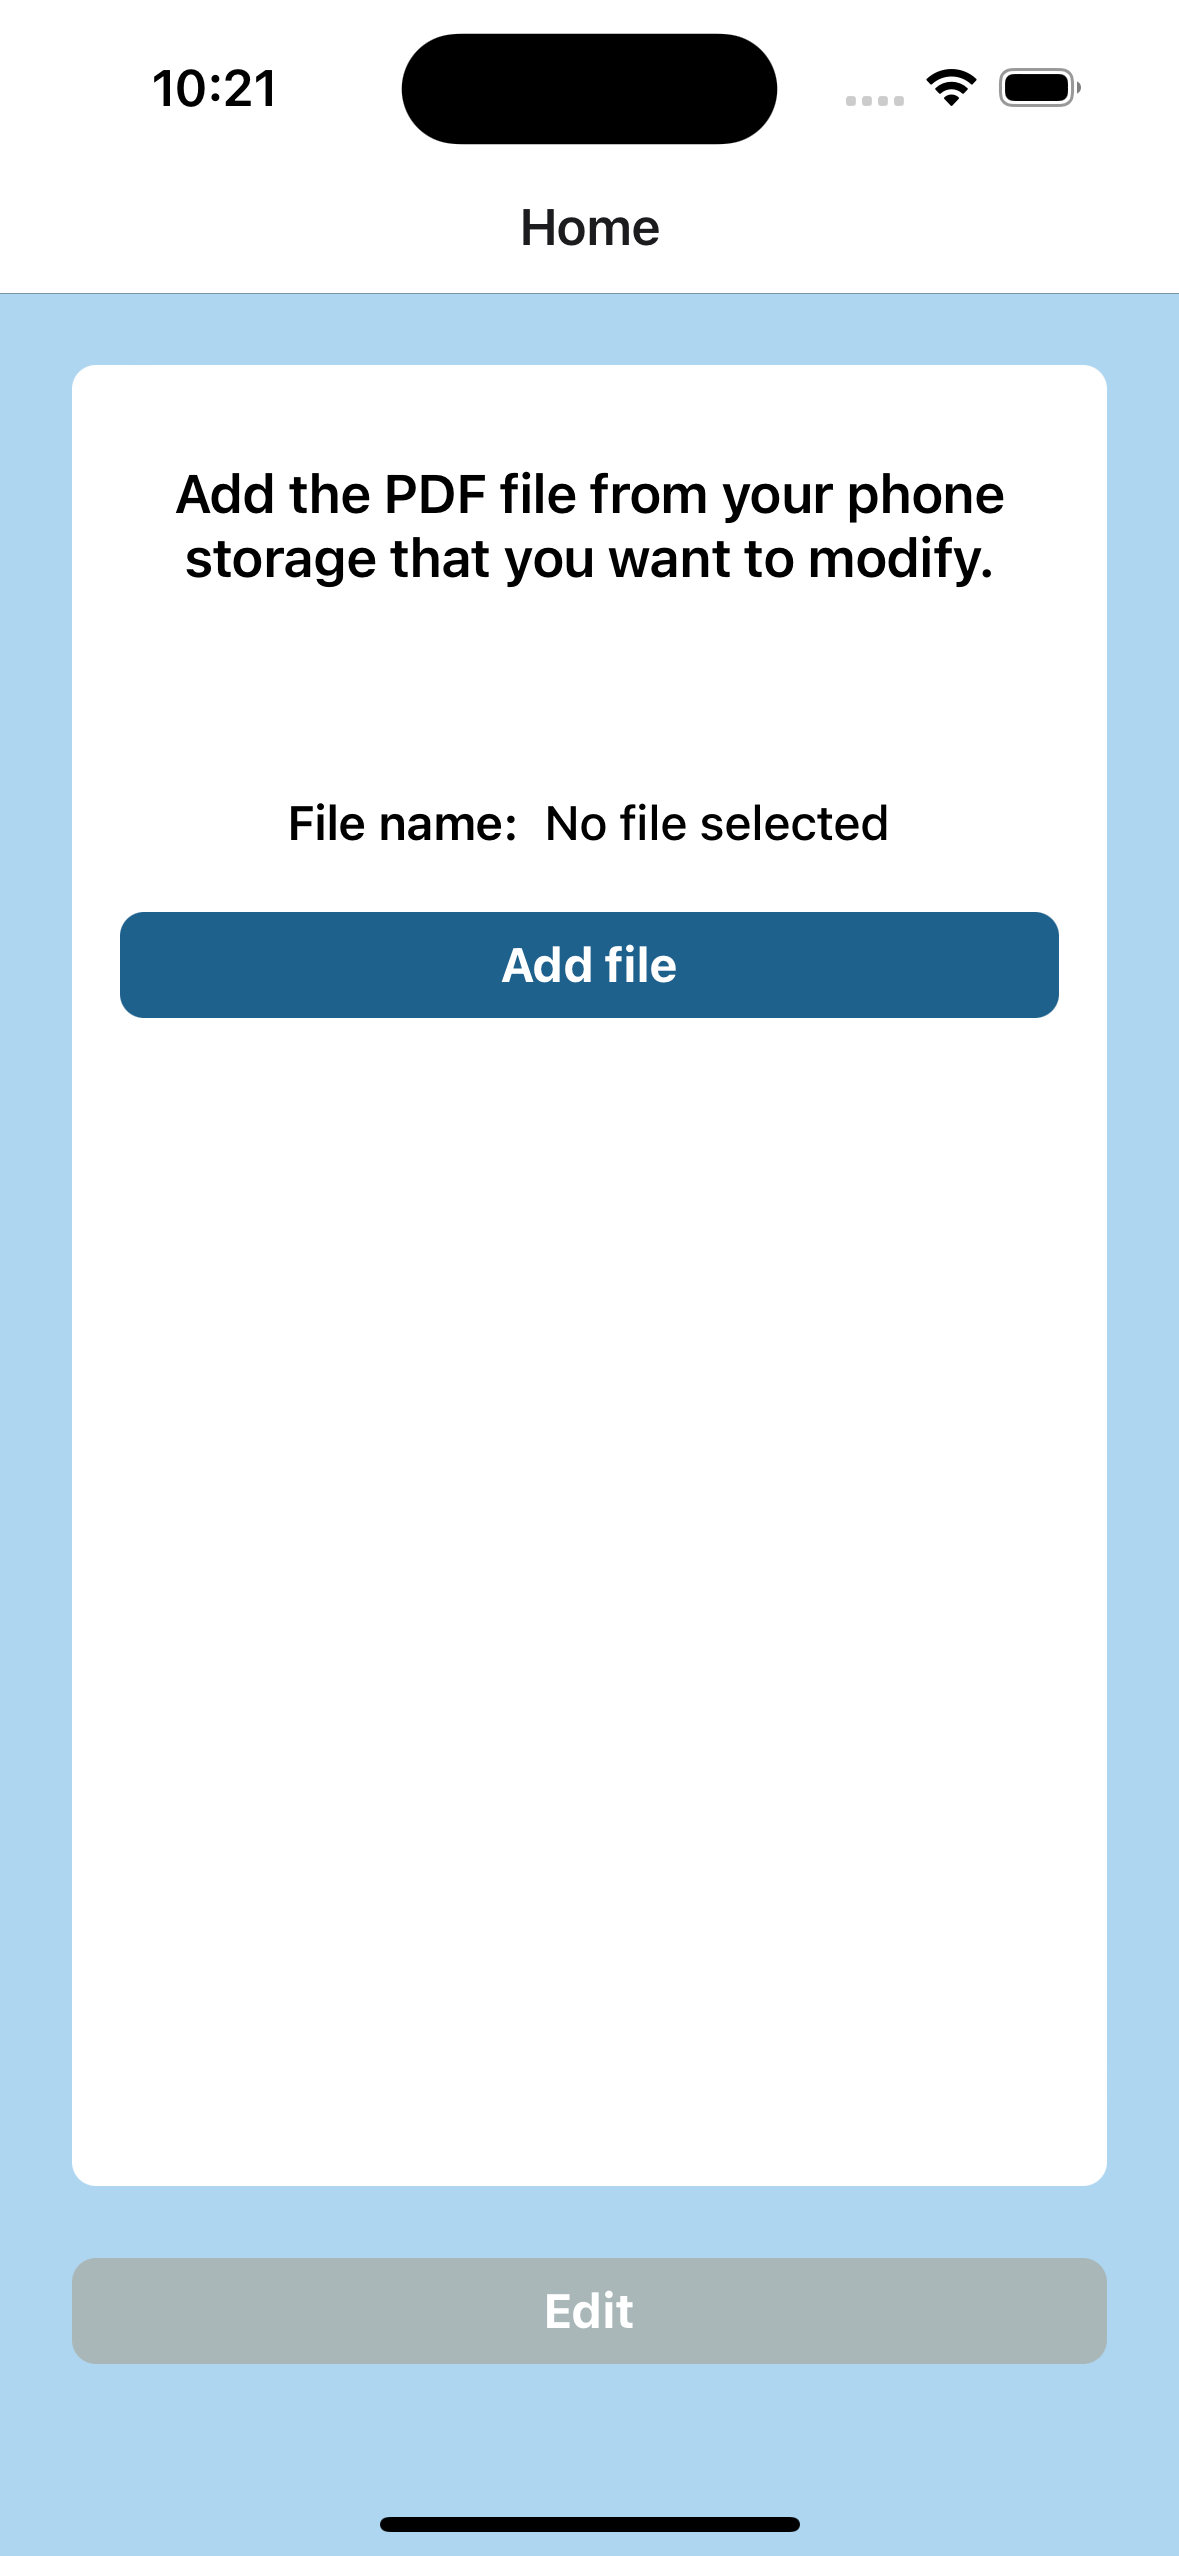 10:21
Home
Add the PDF file from your phone
storage that you want to modify.
File name: No file selected
Add file
Edit